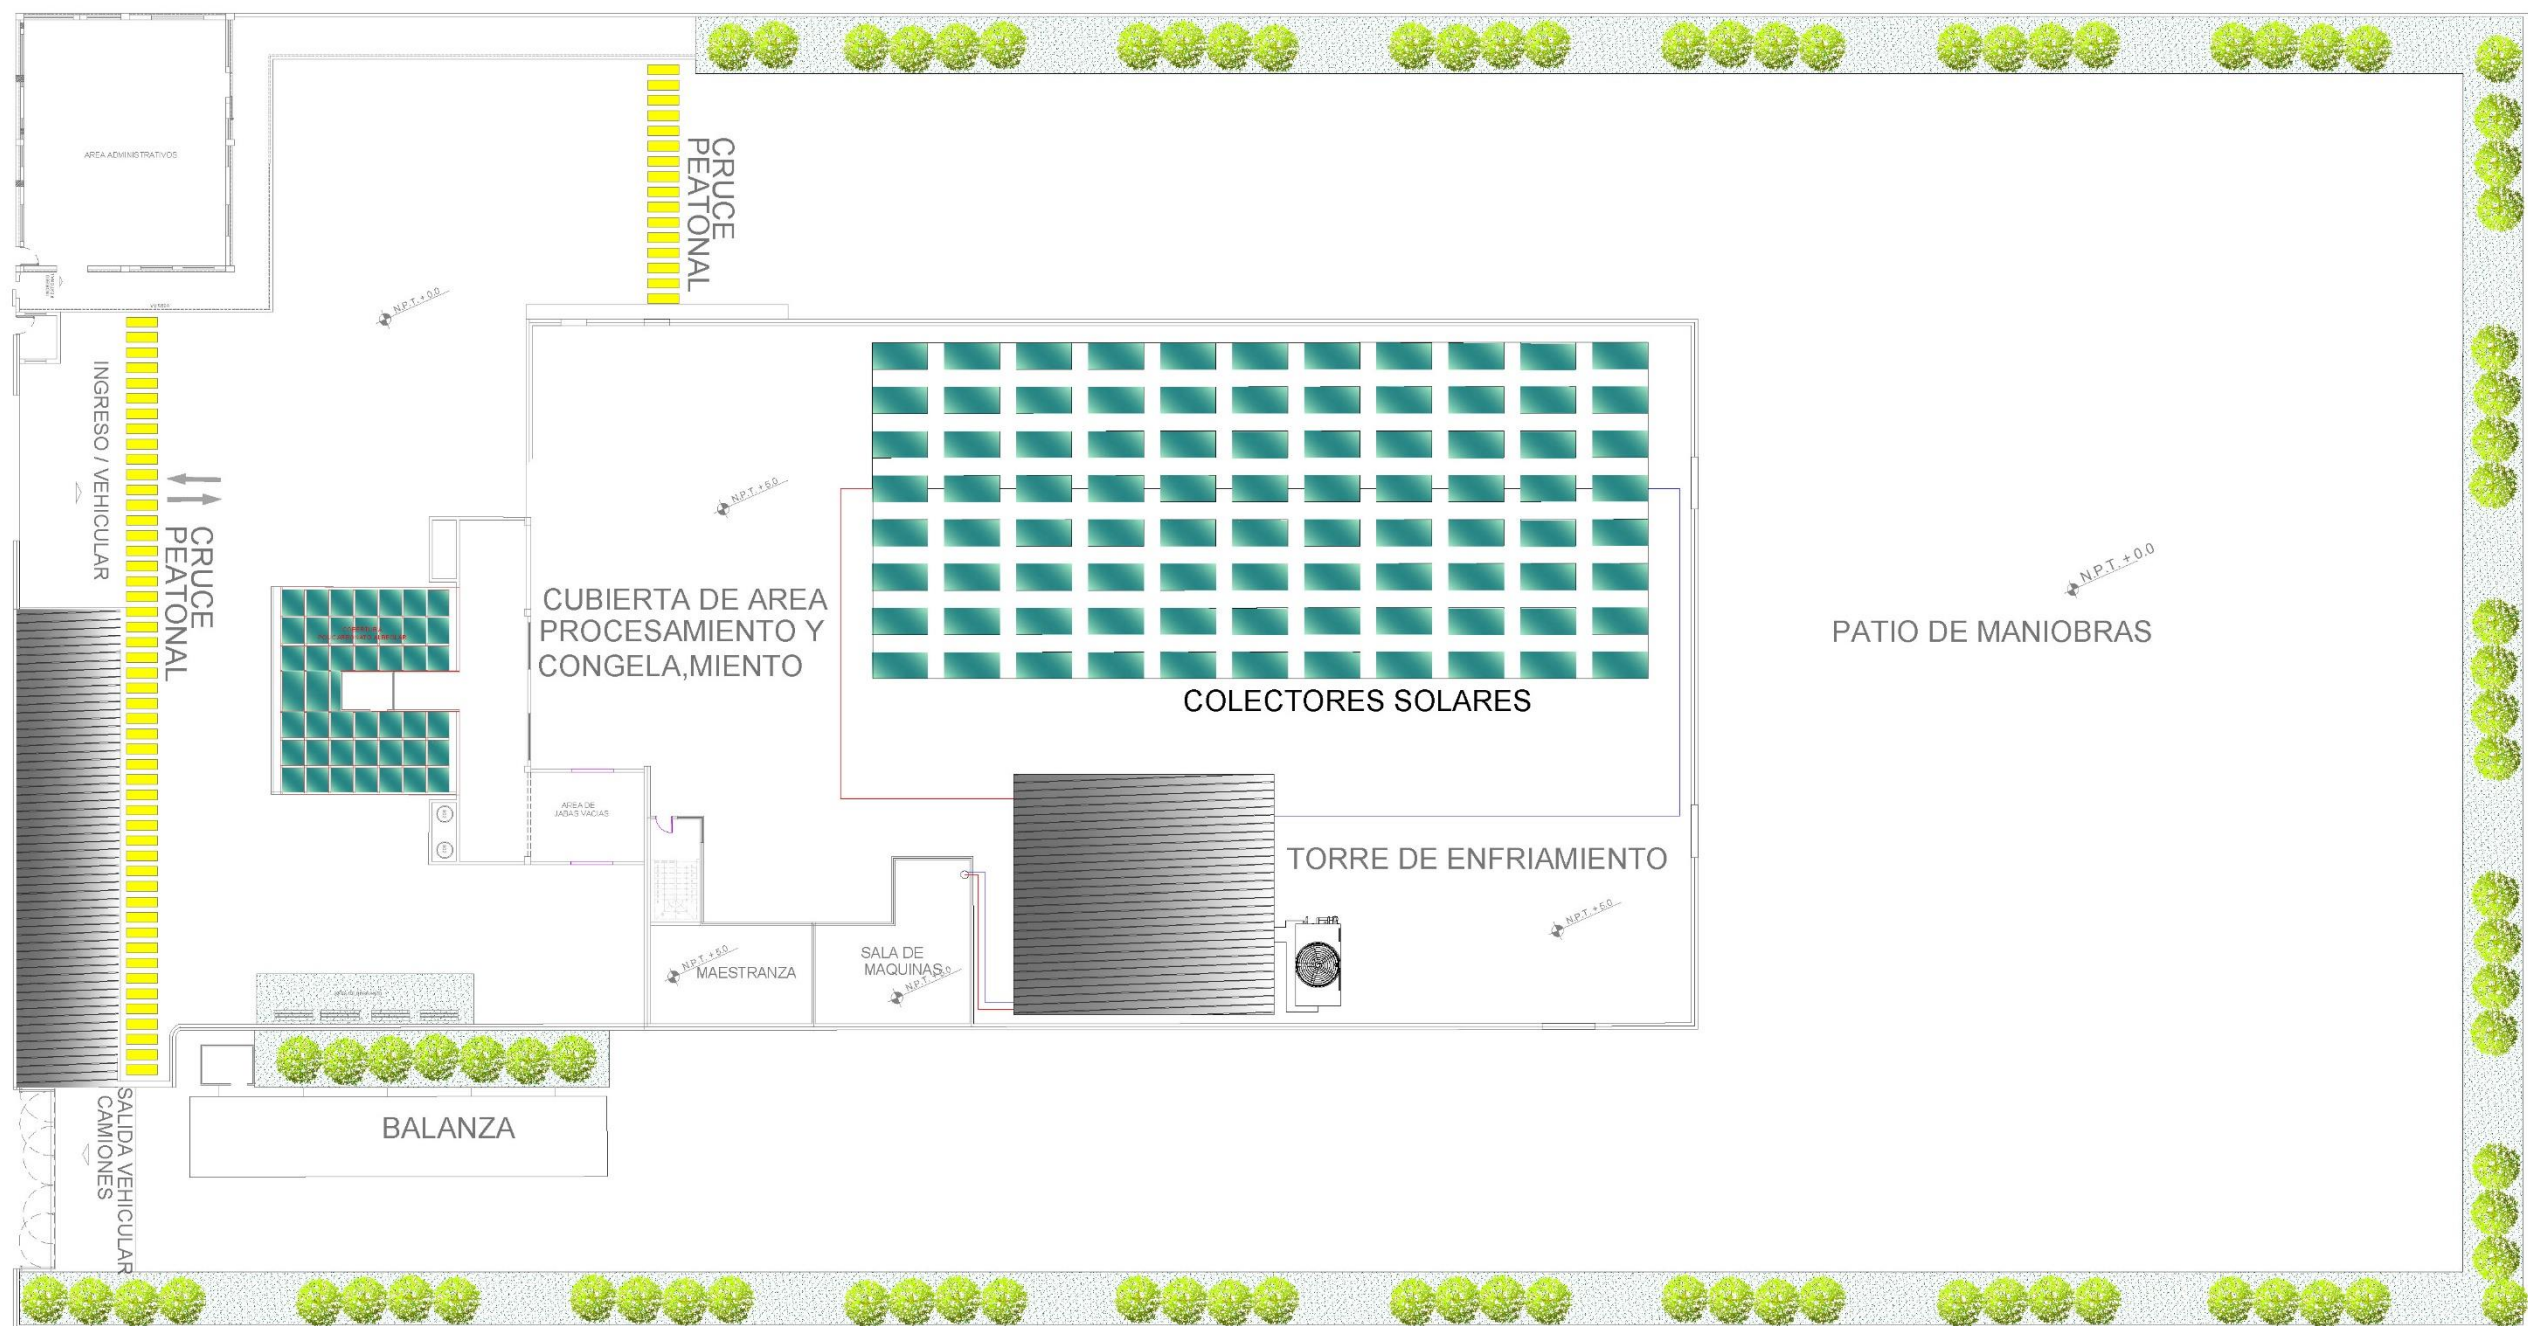 AREA ADMINISTRATIVOS
CRUCE
PEATONAL
N.P.T. + 0.0
INGRESO / VEHICULAR
CRUCE
PEATONAL
N.P.T. + 5.0
CUBIERTA DE AREA
PROCESAMIENTO Y
CONGELA,MIENTO
COLECTORES SOLARES
N.P.T. + 0.0
PATIO DE MANIOBRAS
AREA DE
JABAS VACIAS
TORRE DE ENFRIAMIENTO
N.P.T. + 5.0
N.P.T. + 5.0
MAESTRANZA
SALA DE
MAQUINAS
N.P.T.
BALANZA
SALIDA VEHICULAR
CAMIONES